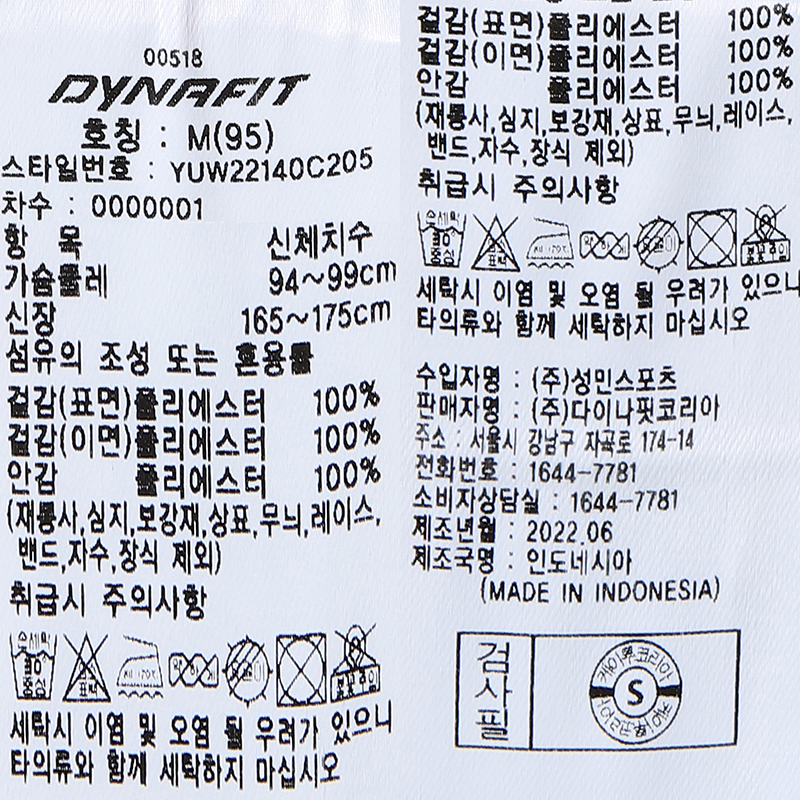 00518
DYNAFIT
호칭 : M(95)
스타일번호 : YUW22140C205
차수 : 0000001
항 목 신체치수
가슴둘레 94~99cm
신장 165~175cm
섬유의 조성 또는 혼용률
겉감(표면)폴리에스터 100%
겉감(이면)폴리에스터 100%
안감 폴리에스터 100%
(재봉사,심지,보강재,상표,무늬,레이스,
밴드,자수,장식 제외)
취급시 주의사항
손세탁 30 중성
세탁시 이염 및 오염 될 우려가 있으니
타의류와 함께 세탁하지 마십시오
겉감(표면)폴리에스터 100%
겉감(이면)폴리에스터 100%
안감 폴리에스터 100%
(재봉사,심지,보강재,상표,무늬,레이스,
밴드,자수,장식 제외)
취급시 주의사항
손세탁 30 중성
세탁시 이염 및 오염 될 우려가 있으니
타의류와 함께 세탁하지 마십시오
수입자명 : (주)성민스포츠
판매자명 : (주)다이나핏코리아
주소 : 서울시 강남구 자곡로 174-14
전화번호 : 1644-7781
소비자상담실 : 1644-7781
제조년월 : 2022.06
제조국명 : 인도네시아
(MADE IN INDONESIA)
검사필
S